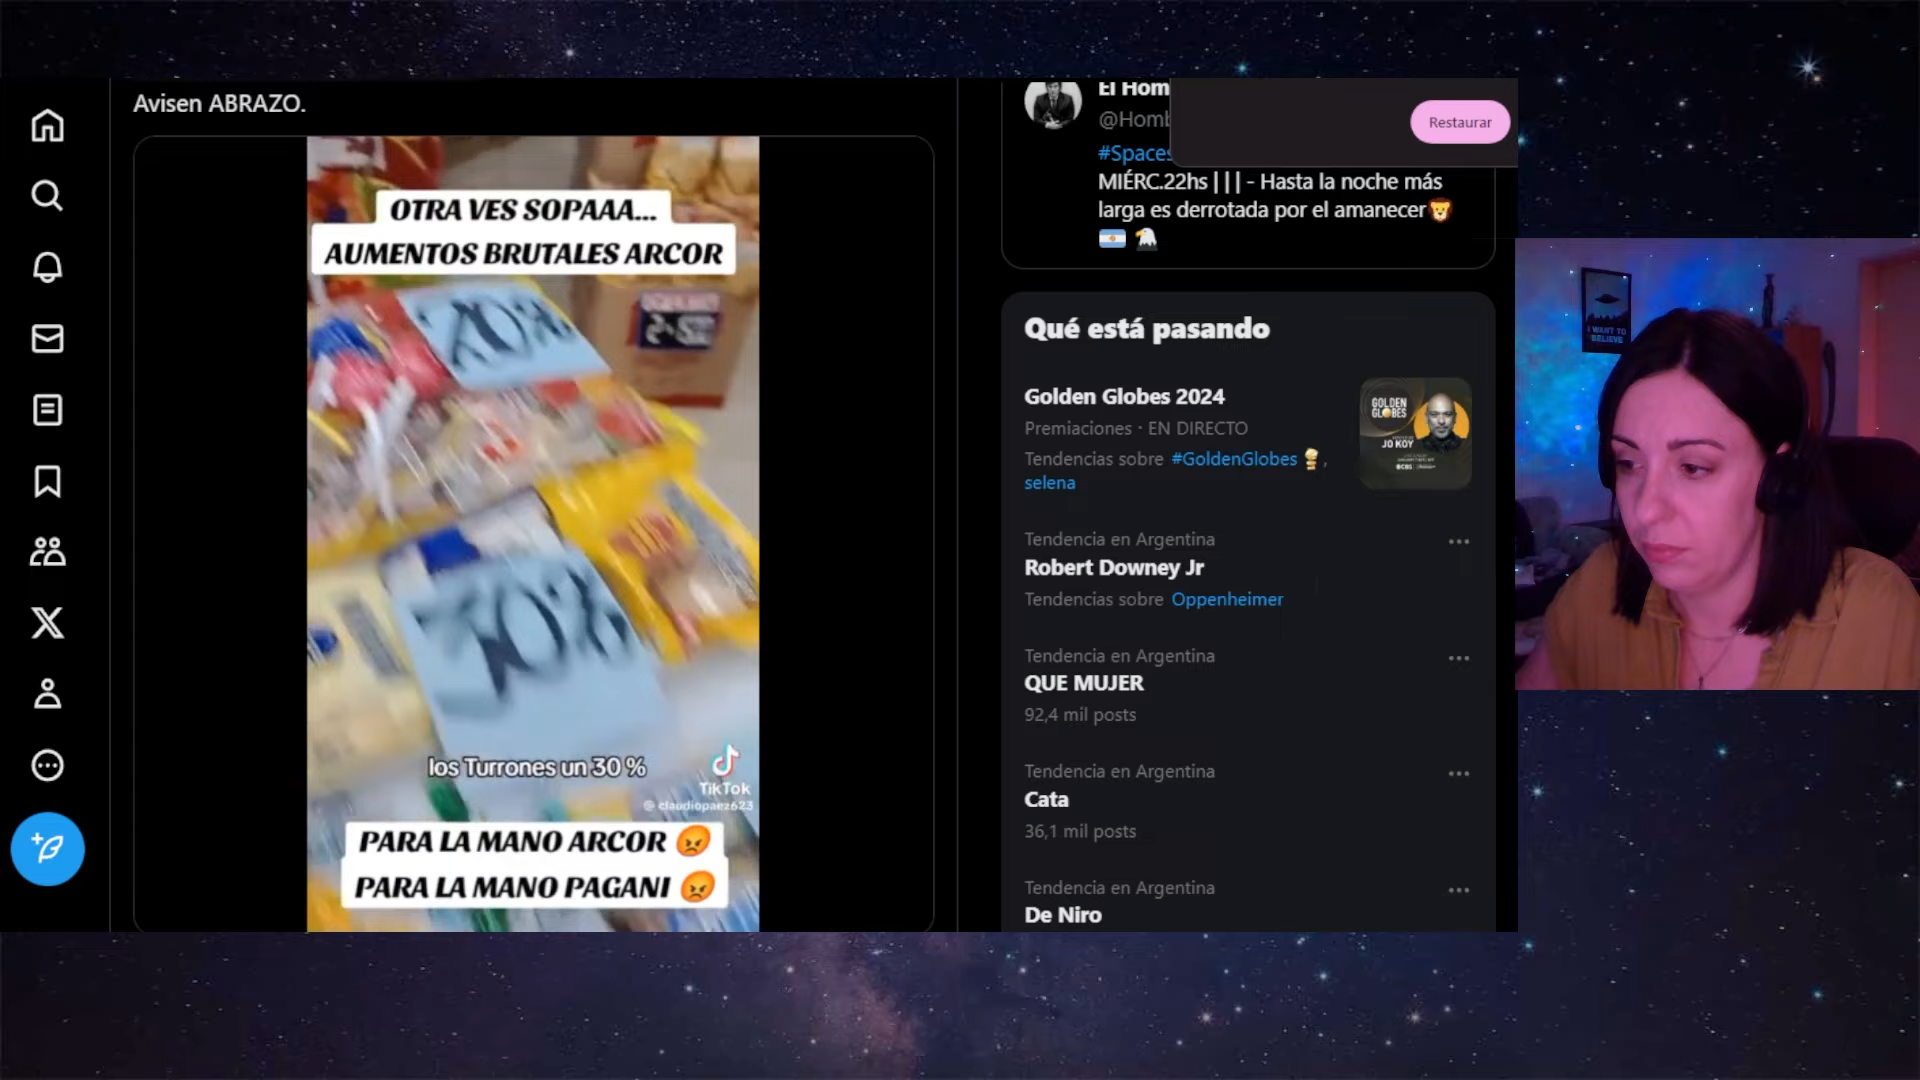 Avisen ABRAZO.
OTRA VES SOPAAA...
AUMENTOS BRUTALES ARCOR
20%
30%
los Turrones un 30 %
TikTok
@ claudiopaez623
PARA LA MANO ARCOR 😡
PARA LA MANO PAGANI 😡
El Hom
@Homb
#Spaces
MIÉRC.22hs | | | - Hasta la noche más
larga es derrotada por el amanecer🦁
🇦🇷 🦅
Restaurar
Qué está pasando
Golden Globes 2024
Premiaciones · EN DIRECTO
Tendencias sobre #GoldenGlobes ,
selena
GOLDEN
GLOBES
JO KOY
CBS
Tendencia en Argentina
Robert Downey Jr
Tendencias sobre Oppenheimer
Tendencia en Argentina
QUE MUJER
92,4 mil posts
Tendencia en Argentina
Cata
36,1 mil posts
Tendencia en Argentina
De Niro
I WANT TO
BELIEVE